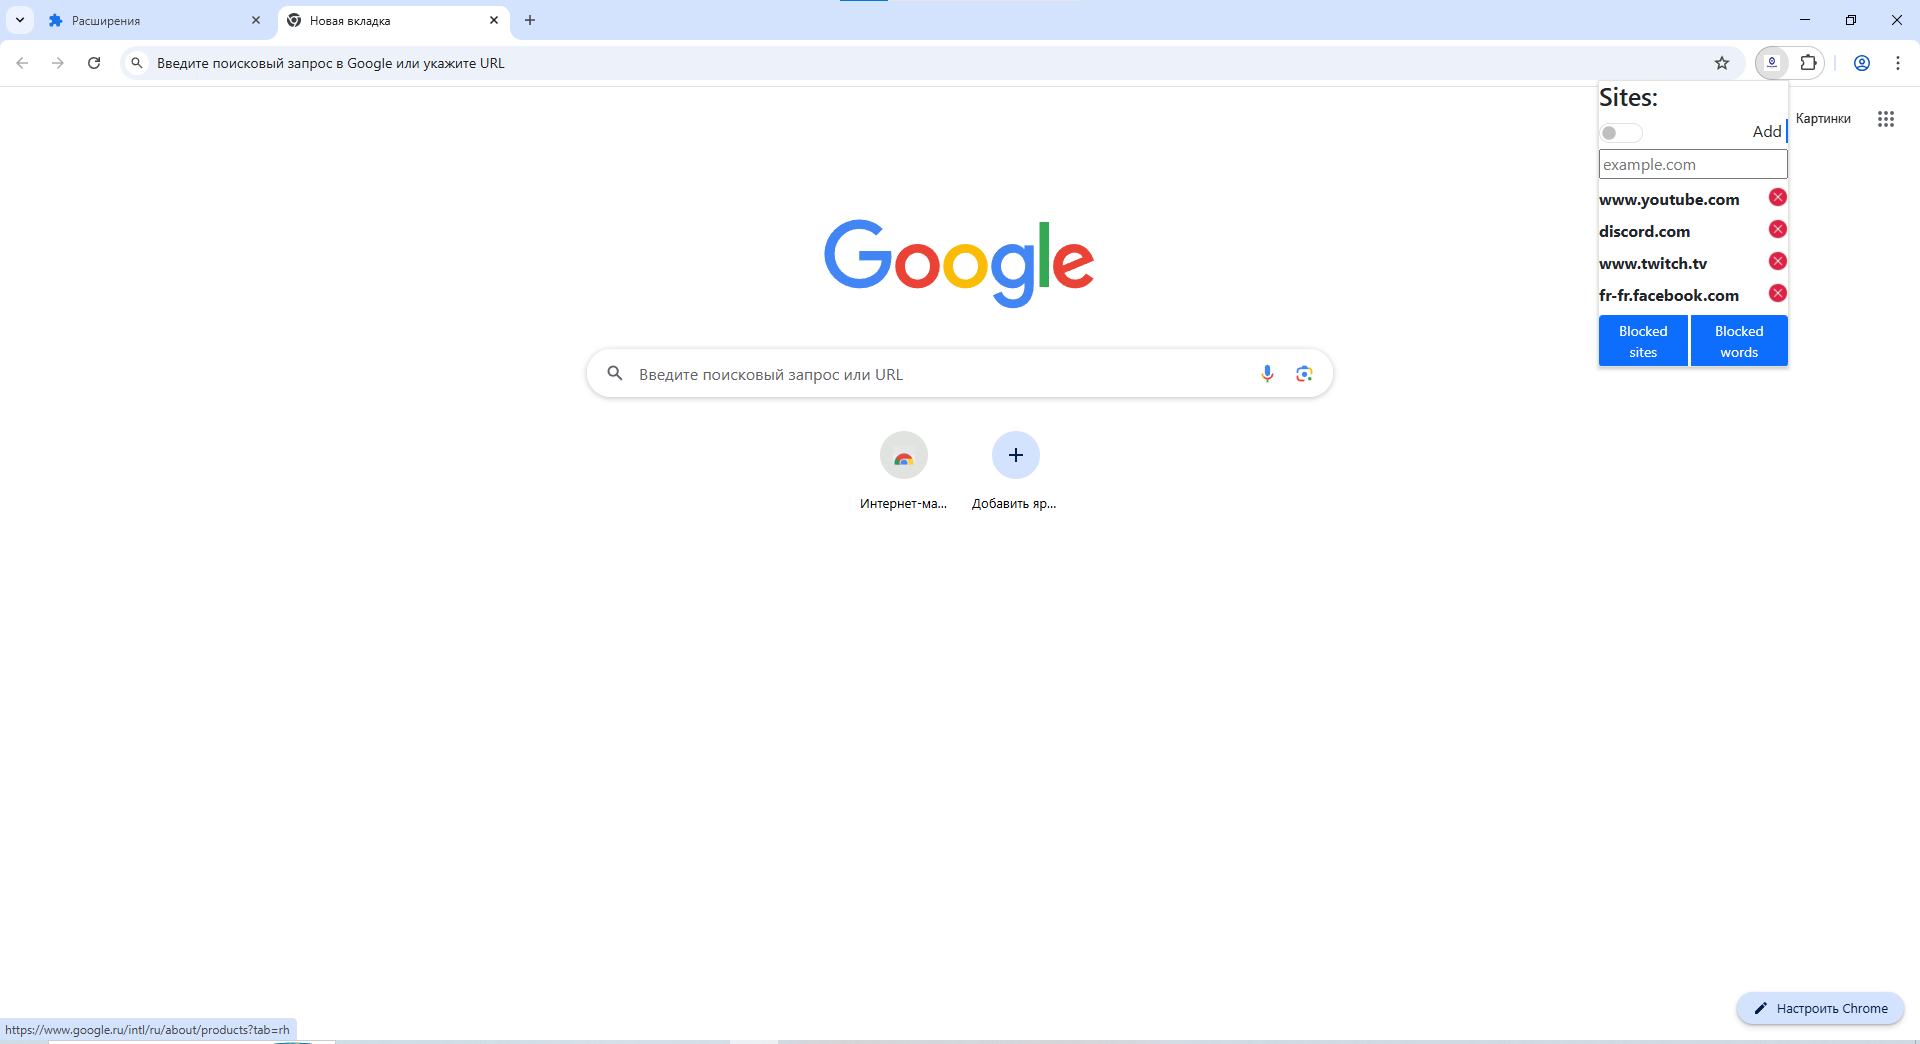 Расширения
Новая вкладка
Введите поисковый запрос в Google или укажите URL
Картинки
Sites:
Add
example.com
www.youtube.com
discord.com
www.twitch.tv
fr-fr.facebook.com
Blocked
sites
Blocked
words
Google
Введите поисковый запрос или URL
Интернет-ма...
Добавить яр...
Настроить Chrome
https://www.google.ru/intl/ru/about/products?tab=rh